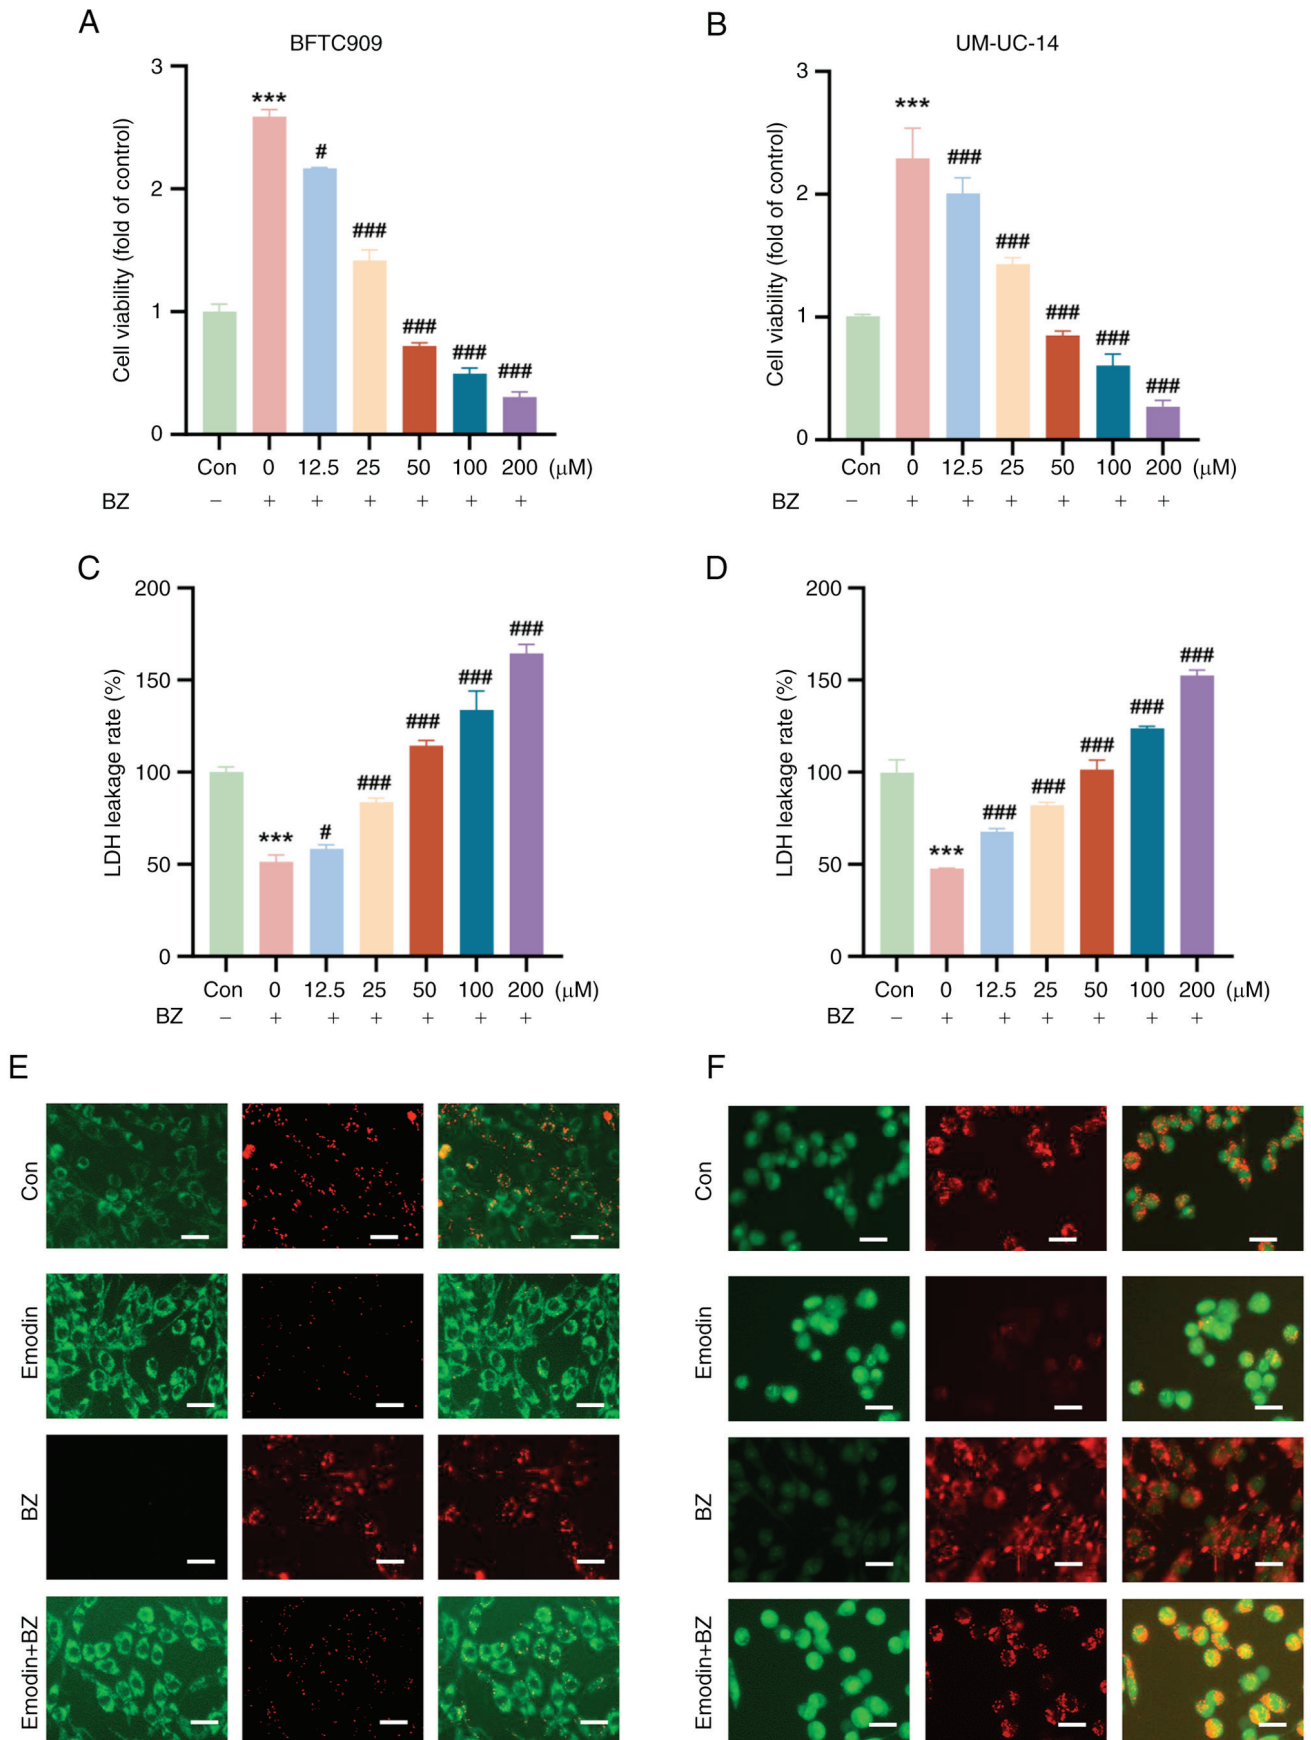 A
BFTC909
Cell viability (fold of control)
3
2
1
0
***
#
###
###
###
###
Con 0 12.5 25 50 100 200 (μM)
BZ − + + + + + +
B
UM-UC-14
Cell viability (fold of control)
3
2
1
0
***
###
###
###
###
###
Con 0 12.5 25 50 100 200 (μM)
BZ − + + + + + +
C
LDH leakage rate (%)
200
150
100
50
0
***
#
###
###
###
###
Con 0 12.5 25 50 100 200 (μM)
BZ − + + + + + +
D
LDH leakage rate (%)
200
150
100
50
0
***
###
###
###
###
###
Con 0 12.5 25 50 100 200 (μM)
BZ − + + + + + +
E
Con
Emodin
BZ
Emodin+BZ
F
Con
Emodin
BZ
Emodin+BZ